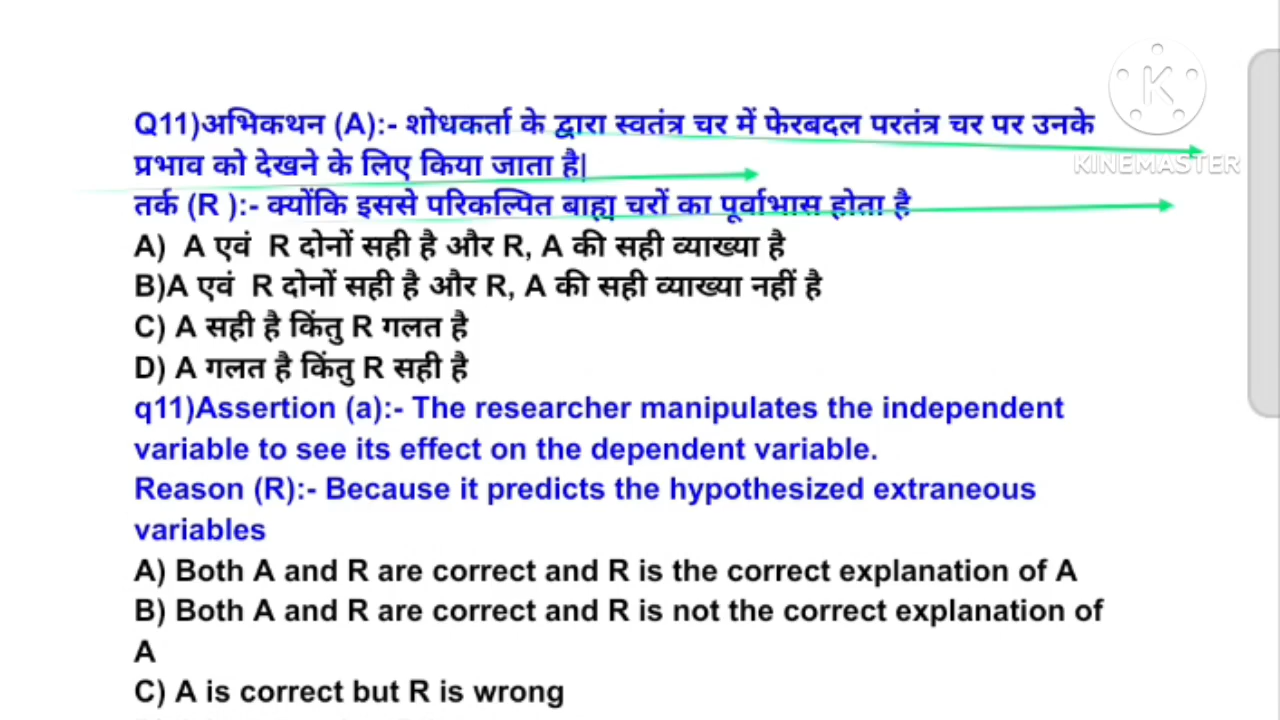 Q11)अभिकथन (A):- शोधकर्ता के द्वारा स्वतंत्र चर में फेरबदल परतंत्र चर पर उनके
प्रभाव को देखने के लिए किया जाता है|
तर्क (R ):- क्योंकि इससे परिकल्पित बाह्य चरों का पूर्वाभास होता है
A) A एवं R दोनों सही है और R, A की सही व्याख्या है
B)A एवं R दोनों सही है और R, A की सही व्याख्या नहीं है
C) A सही है किंतु R गलत है
D) A गलत है किंतु R सही है
q11)Assertion (a):- The researcher manipulates the independent
variable to see its effect on the dependent variable.
Reason (R):- Because it predicts the hypothesized extraneous
variables
A) Both A and R are correct and R is the correct explanation of A
B) Both A and R are correct and R is not the correct explanation of
A
C) A is correct but R is wrong
K
KINEMASTER